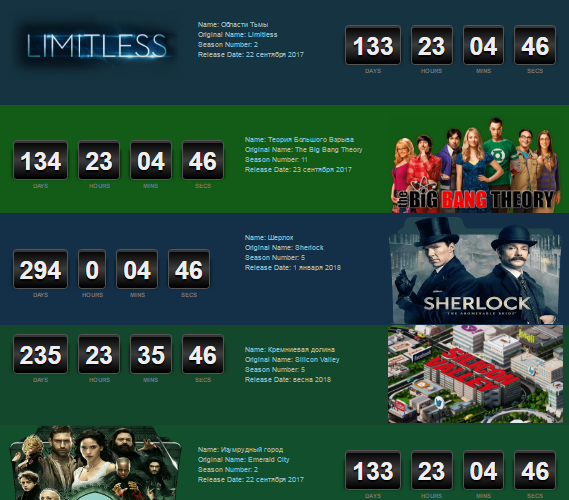 LIMITLESS
Name: Области Тьмы
Original Name: Limitless
Season Number: 2
Release Date: 22 сентября 2017
133 23 04 46
DAYS HOURS MINS SECS
134 23 04 46
DAYS HOURS MINS SECS
Name: Теория Большого Взрыва
Original Name: The Big Bang Theory
Season Number: 11
Release Date: 23 сентября 2017
the BiG BANG THEORY
294 0 04 46
DAYS HOURS MINS SECS
Name: Шерлок
Original Name: Sherlock
Season Number: 5
Release Date: 1 января 2018
SHERLOCK
THE ABOMINABLE BRIDE
235 23 35 46
DAYS HOURS MINS SECS
Name: Кремниевая долина
Original Name: Silicon Valley
Season Number: 5
Release Date: весна 2018
SILICON
VALLEY
Name: Изумрудный город
Original Name: Emerald City
Season Number: 2
Release Date: 22 сентября 2017
133 23 04 46
DAYS HOURS MINS SECS